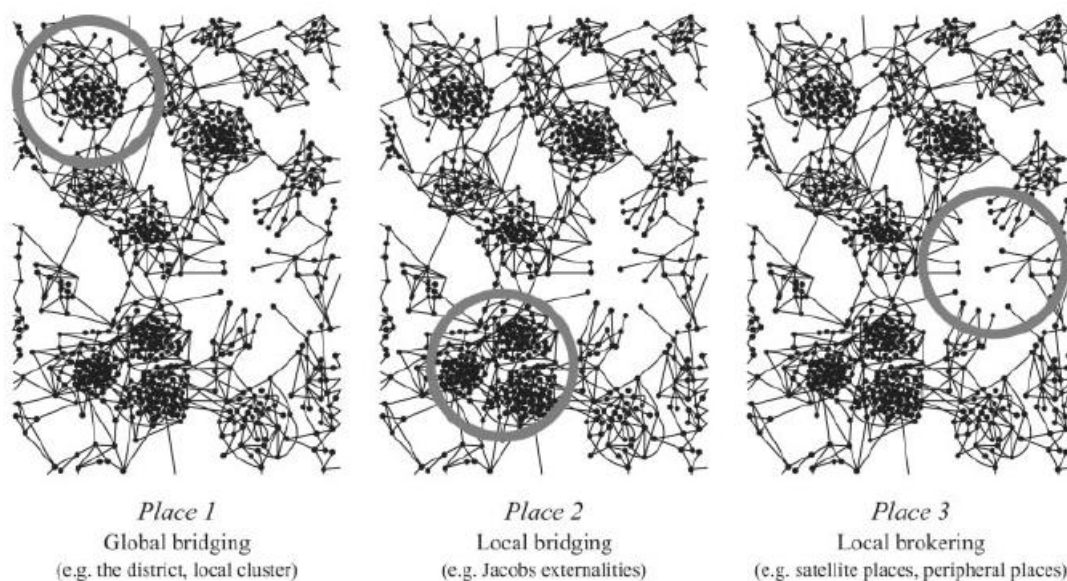 Place 1
Global bridging
(e.g. the district, local cluster)
Place 2
Local bridging
(e.g. Jacobs externalities)
Place 3
Local brokering
(e.g. satellite places, peripheral places)